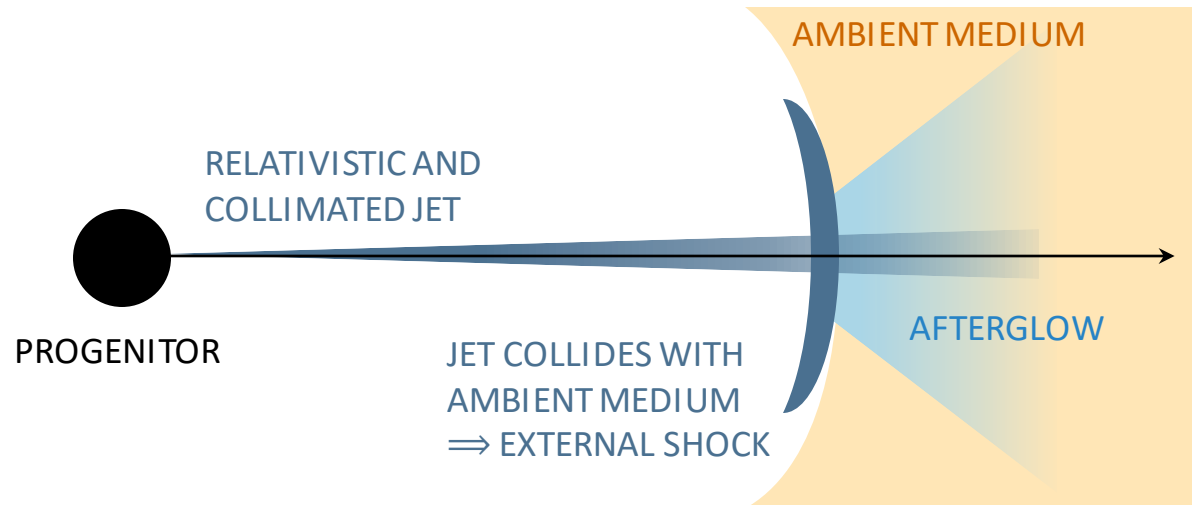 AMBIENT MEDIUM
RELATIVISTIC AND
COLLIMATED JET
PROGENITOR
JET COLLIDES WITH
AMBIENT MEDIUM
⟹ EXTERNAL SHOCK
AFTERGLOW